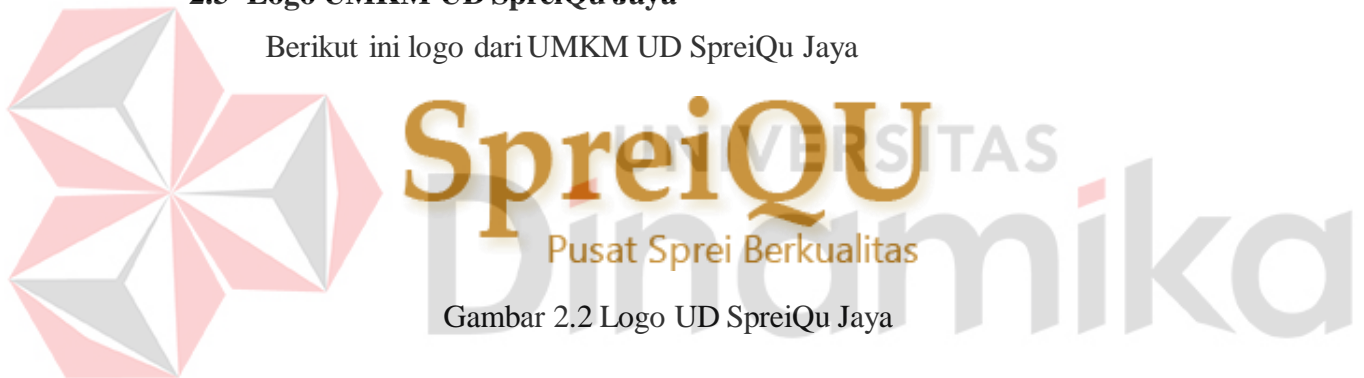 2.5 Logo UMKM UD SpreiQu Jaya
Berikut ini logo dari UMKM UD SpreiQu Jaya
SpreiQU
UNIVERSITAS
Dinamika
Pusat Sprei Berkualitas
Gambar 2.2 Logo UD SpreiQu Jaya